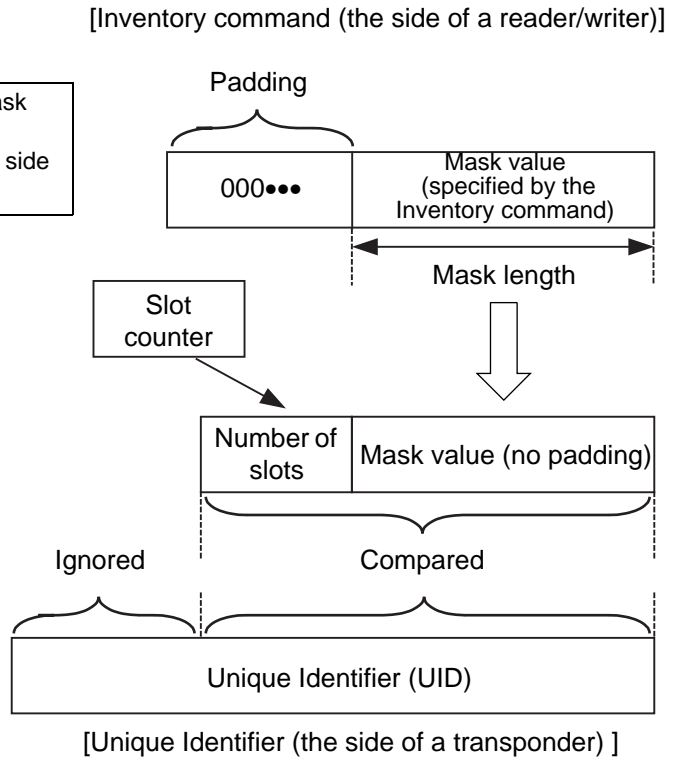 [Inventory command (the side of a reader/writer)]
side
Padding
000●●●
Mask value
(specified by the
Inventory command)
Mask length
Slot
counter
Number of
slots
Mask value (no padding)
Ignored
Compared
Unique Identifier (UID)
[Unique Identifier (the side of a transponder) ]